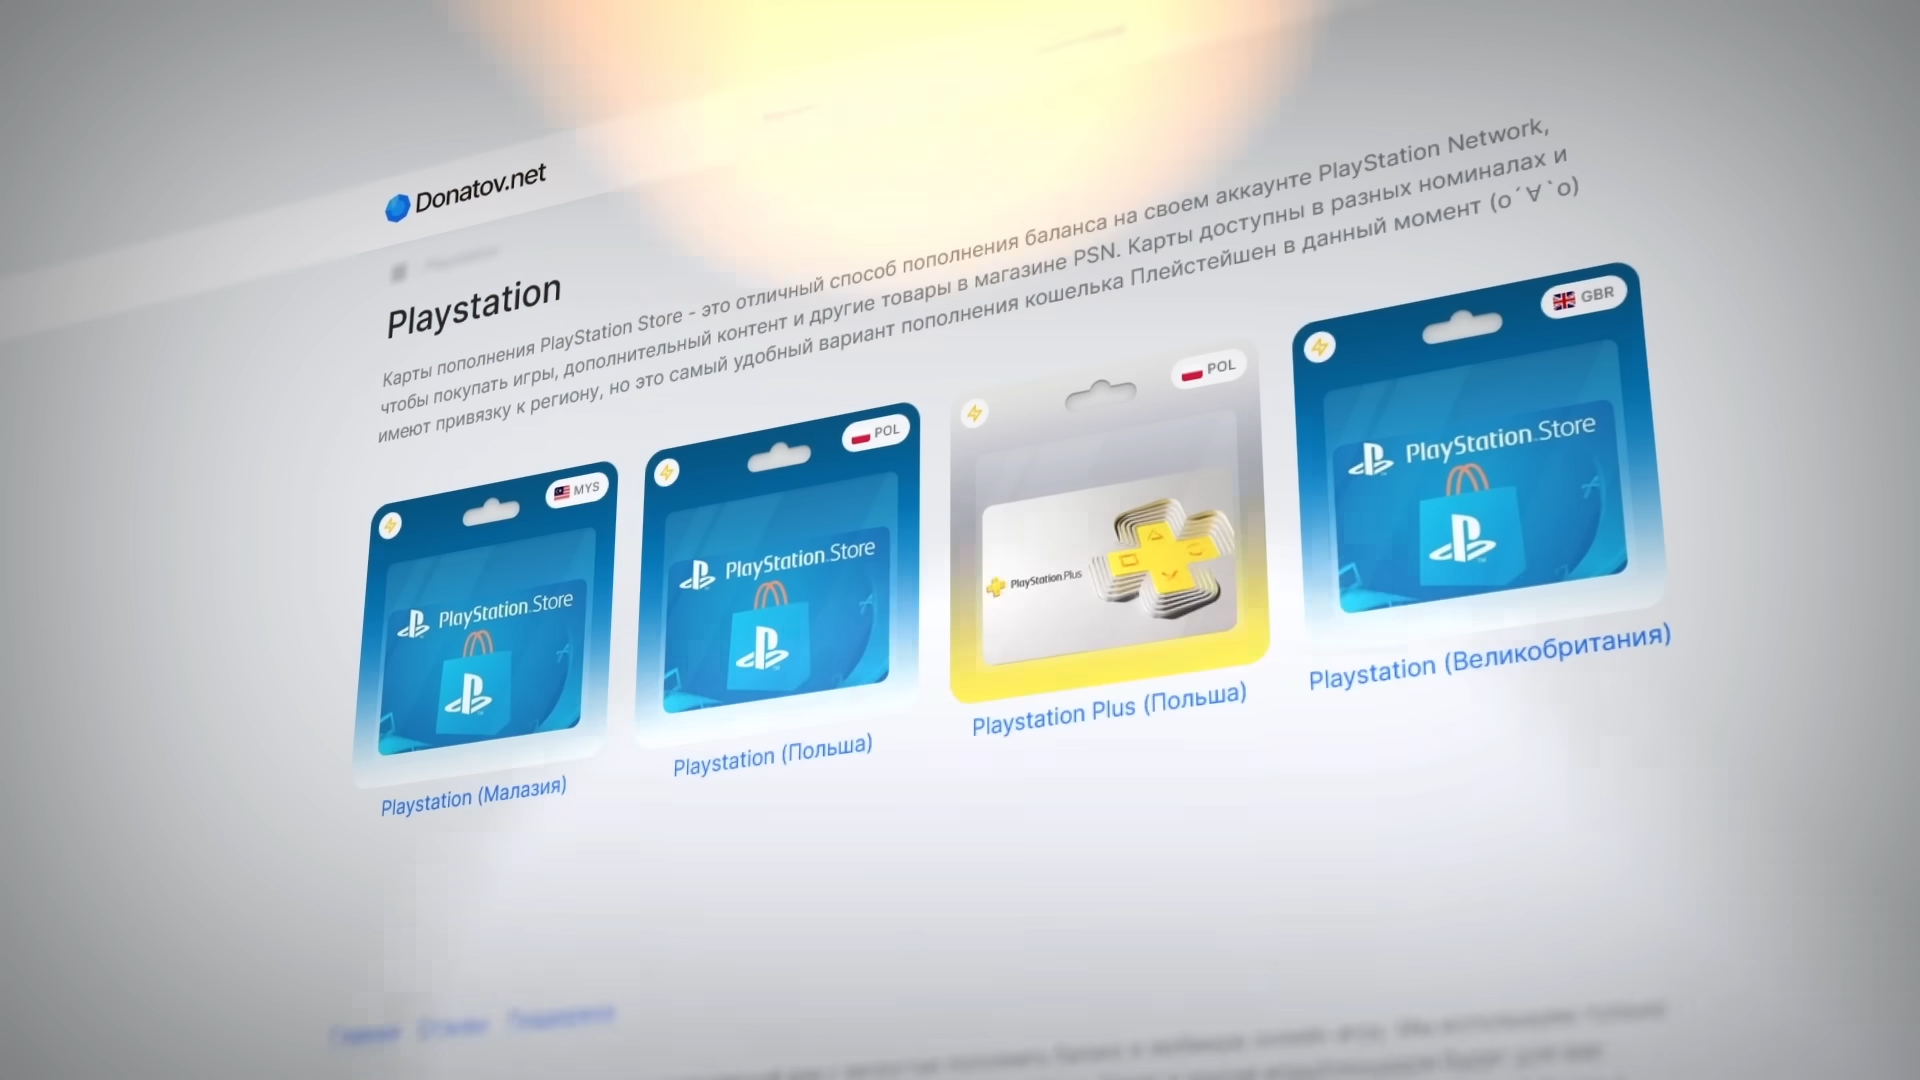 Donatov.net
Playstation
Карты пополнения PlayStation Store - это отличный способ пополнения баланса на своем аккаунте PlayStation Network,
чтобы покупать игры, дополнительный контент и другие товары в магазине PSN. Карты доступны в разных номиналах и
имеют привязку к региону, но это самый удобный вариант пополнения кошелька Плейстейшен в данный момент (o´∀`o)
MYS
PlayStation Store
Playstation (Малазия)
POL
PlayStation Store
Playstation (Польша)
POL
PlayStation Plus
Playstation Plus (Польша)
GBR
PlayStation Store
Playstation (Великобритания)
Главная Отзывы Поддержка